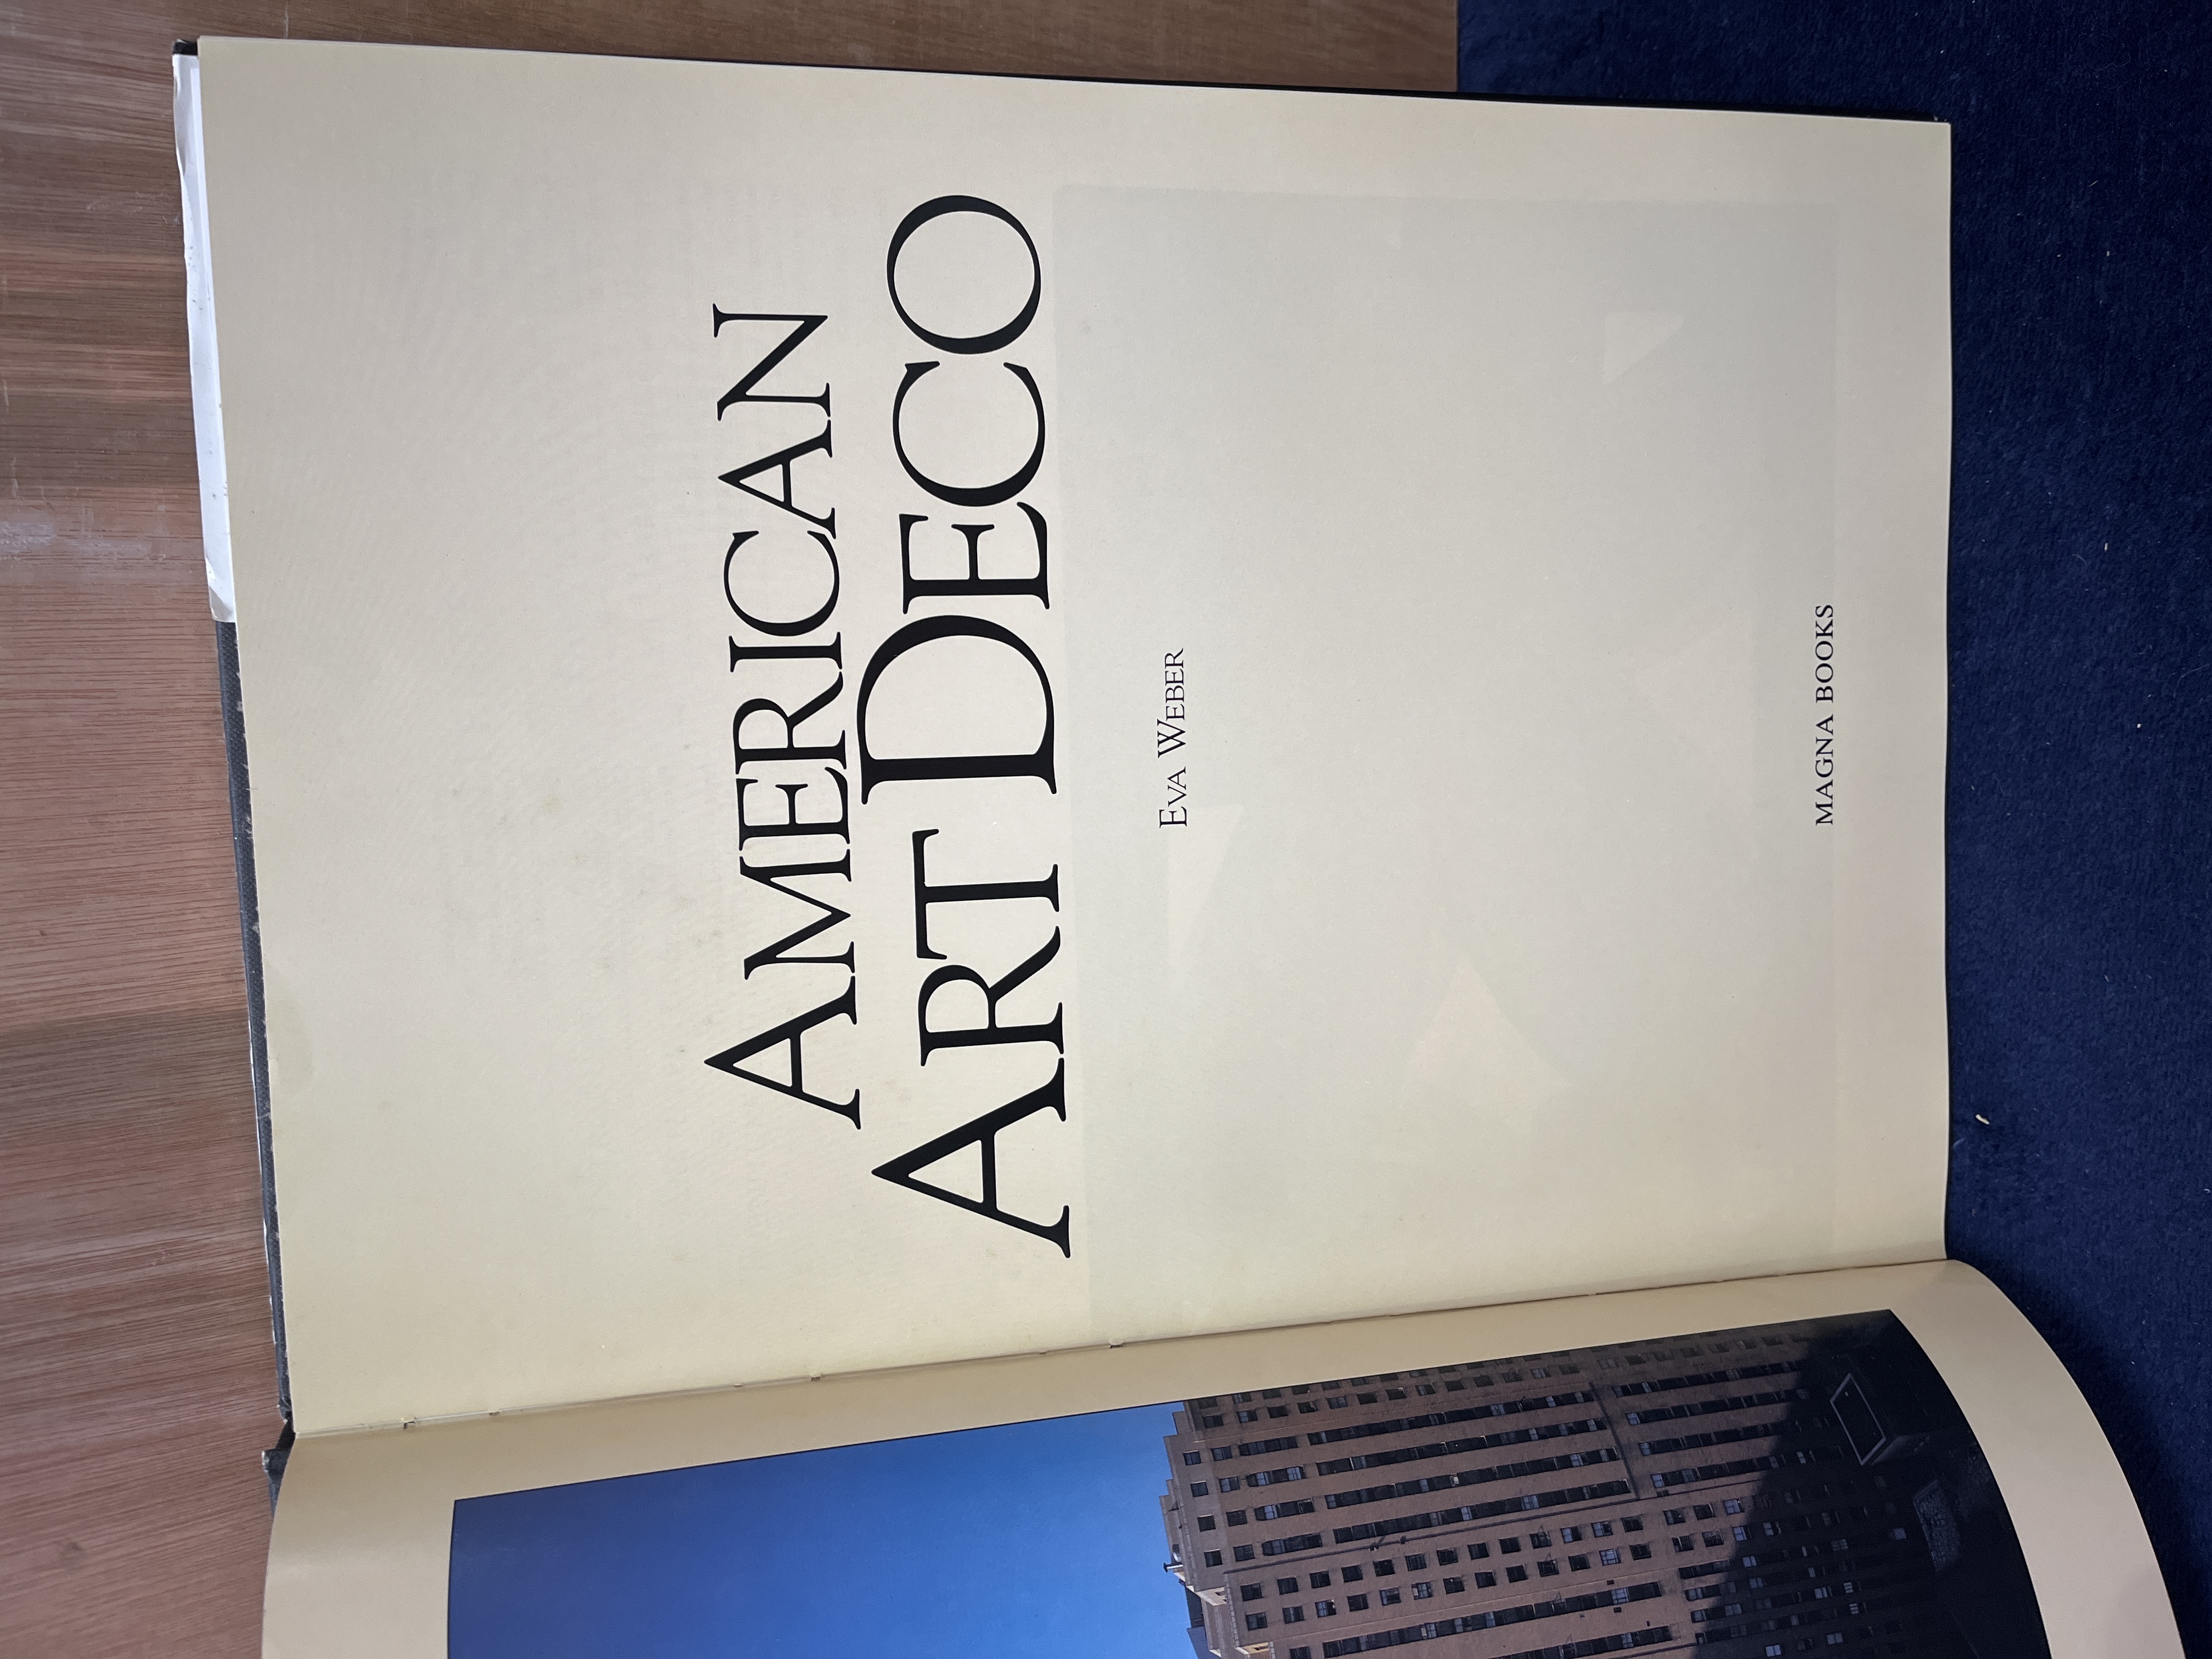 AMERICAN
ART DECO
EVA WEBER
MAGNA BOOKS